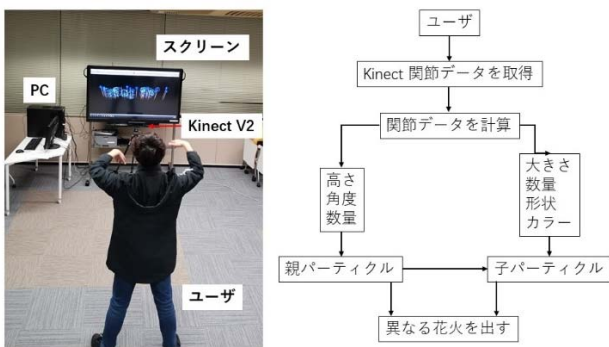 スクリーン
PC
Kinect V2
ユーザ
ユーザ
Kinect 関節データを取得
関節データを計算
高さ
角度
数量
大きさ
数量
形状
カラー
親パーティクル
子パーティクル
異なる花火を出す